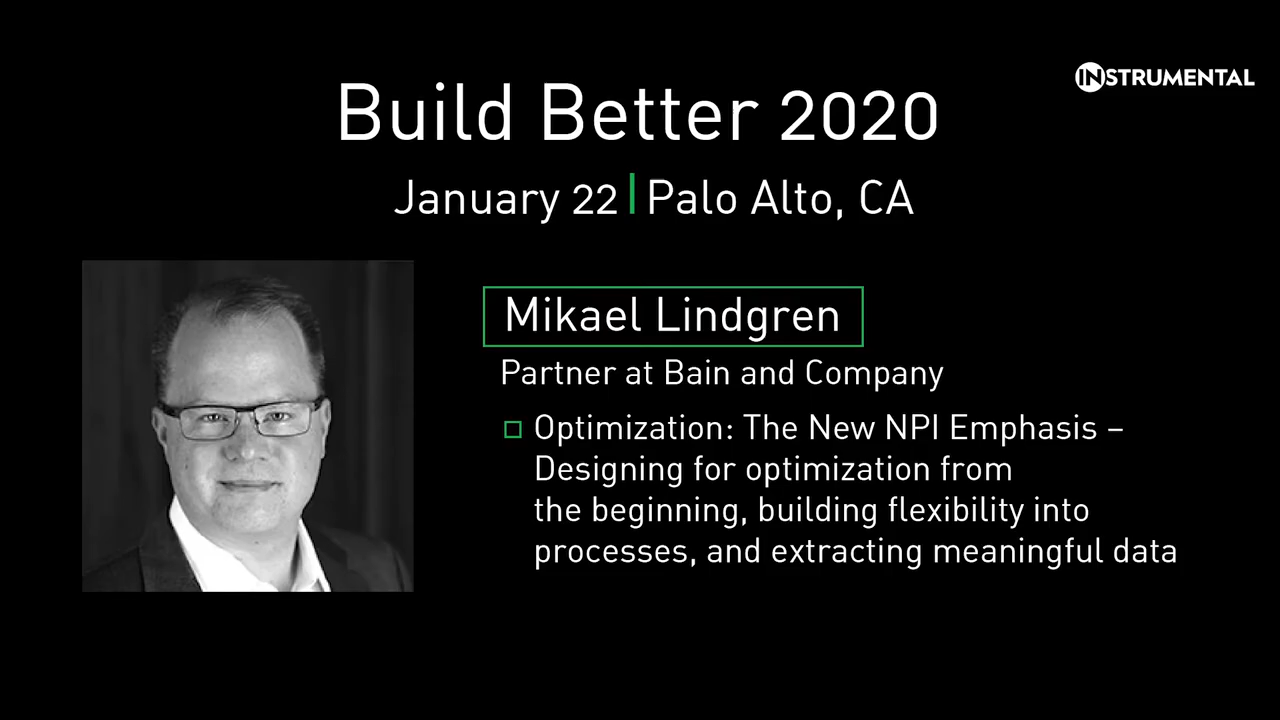 INSTRUMENTAL
Build Better 2020
January 22 | Palo Alto, CA
Mikael Lindgren
Partner at Bain and Company
Optimization: The New NPI Emphasis –
Designing for optimization from
the beginning, building flexibility into
processes, and extracting meaningful data